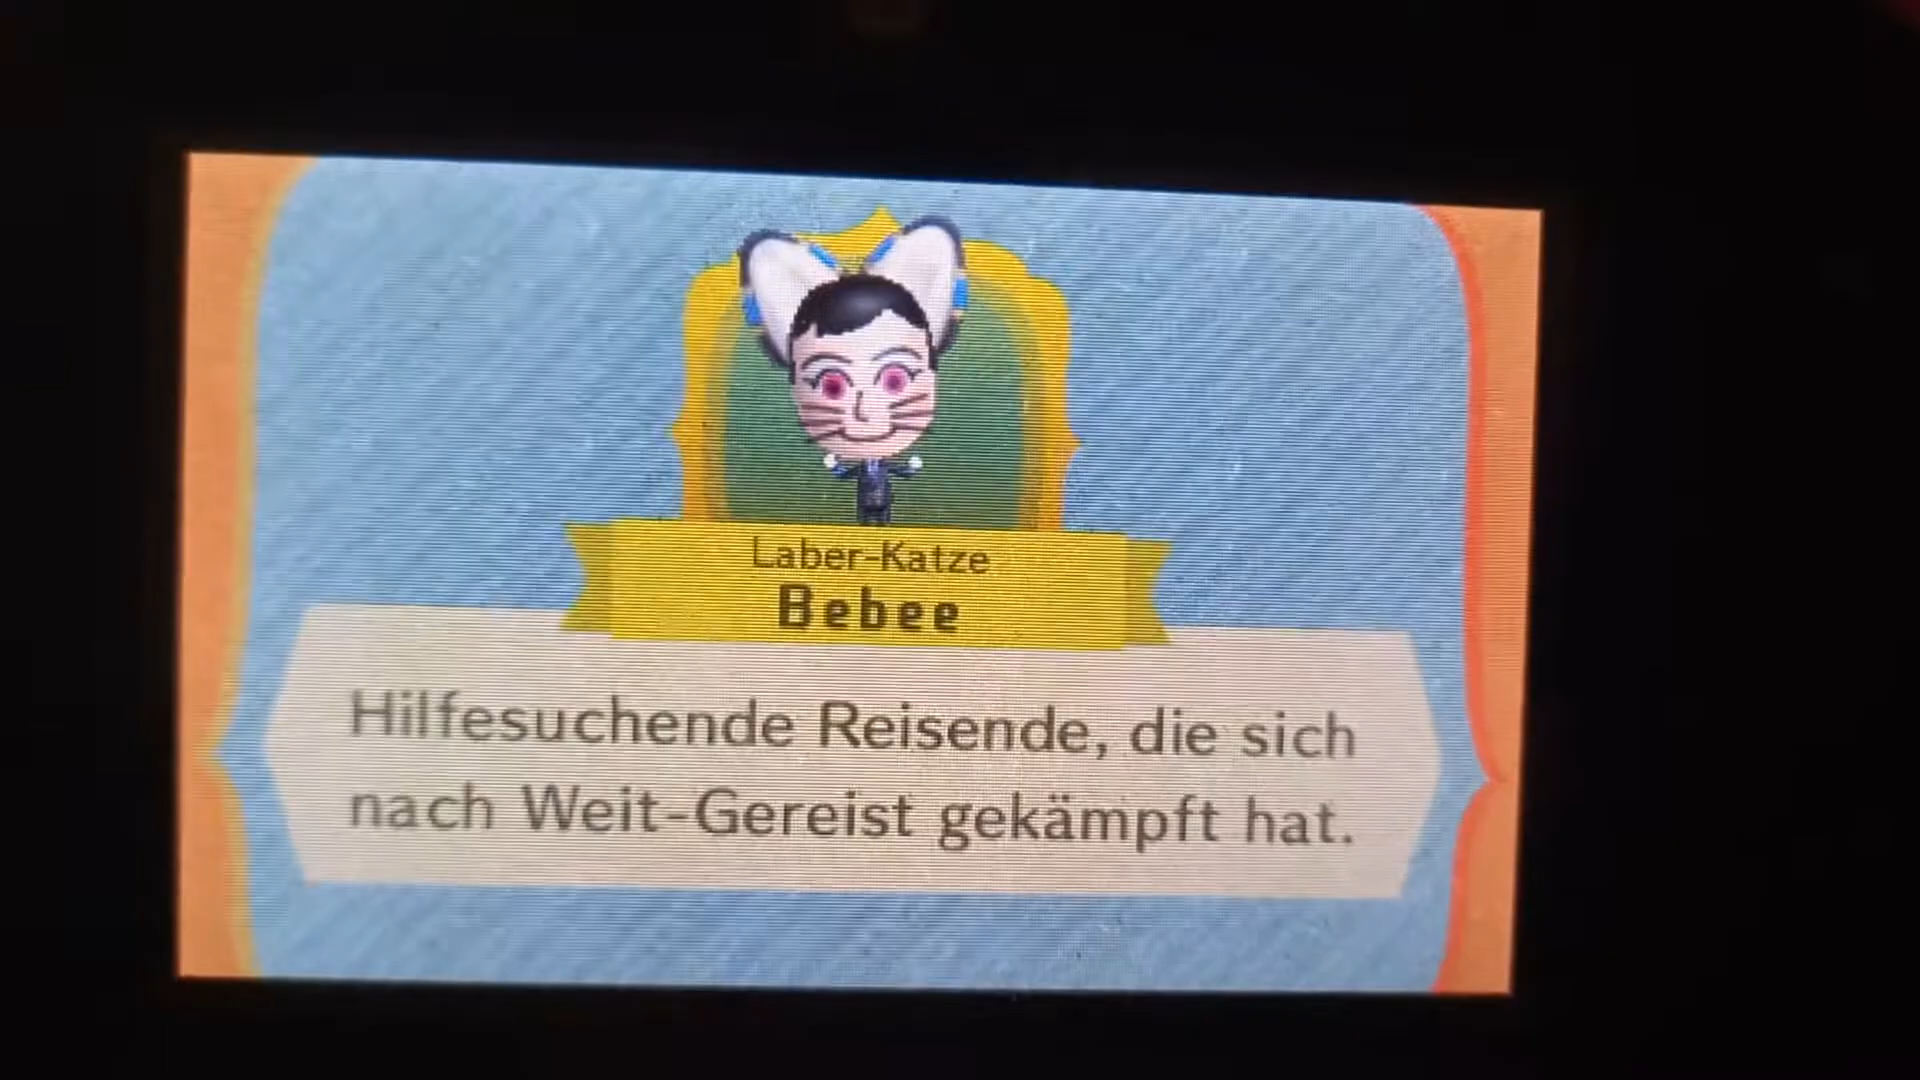 Laber-Katze
Bebee
Hilfesuchende Reisende, die sich
nach Weit-Gereist gekämpft hat.